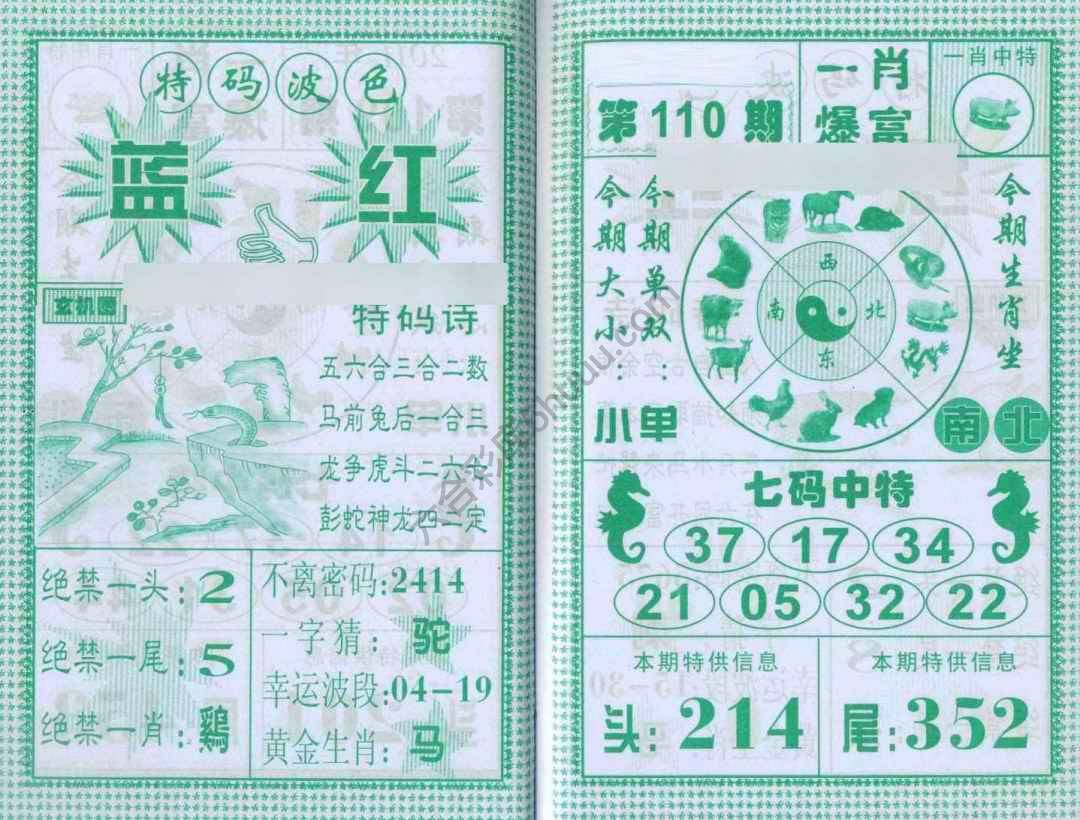 特码波色
蓝 红
玄机图
特码诗
五六合三合二数
马前兔后一合三
龙争虎斗二六七
彭蛇神龙四二定
绝禁一头:2
绝禁一尾:5
绝禁一肖:鷄
不离密码:2414
一字猜:驼
幸运波段:04-19
黄金生肖:马
第110期
一肖
爆富
一肖中特
今期大小:小
今期单双:单
西
南 北
东
今期生肖坐
南北
七码中特
37 17 34
21 05 32 22
本期特供信息
头:214
本期特供信息
尾:352